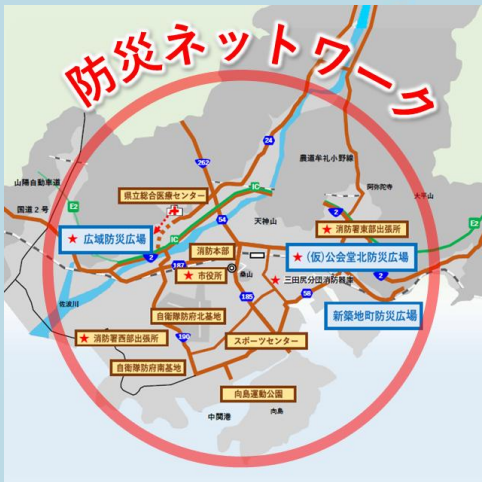 防災ネットワーク
24
262
農道牟礼小野線
山陽自動車道
阿弥陀寺
県立総合医療センター
IC
大平山
国道2号
E2
54
天神山
★ 消防署東部出張所
2
E2
★ 広域防災広場
IC
消防本部
★(仮)公会堂北防災広場
2
187
★ 市役所
桑山
★ 三田尻分団消防器庫
2
佐波川
185
58
新築地町防災広場
自衛隊防府北基地
★ 消防署西部出張所
190
スポーツセンター
自衛隊防府南基地
向島運動公園
中関港
向島